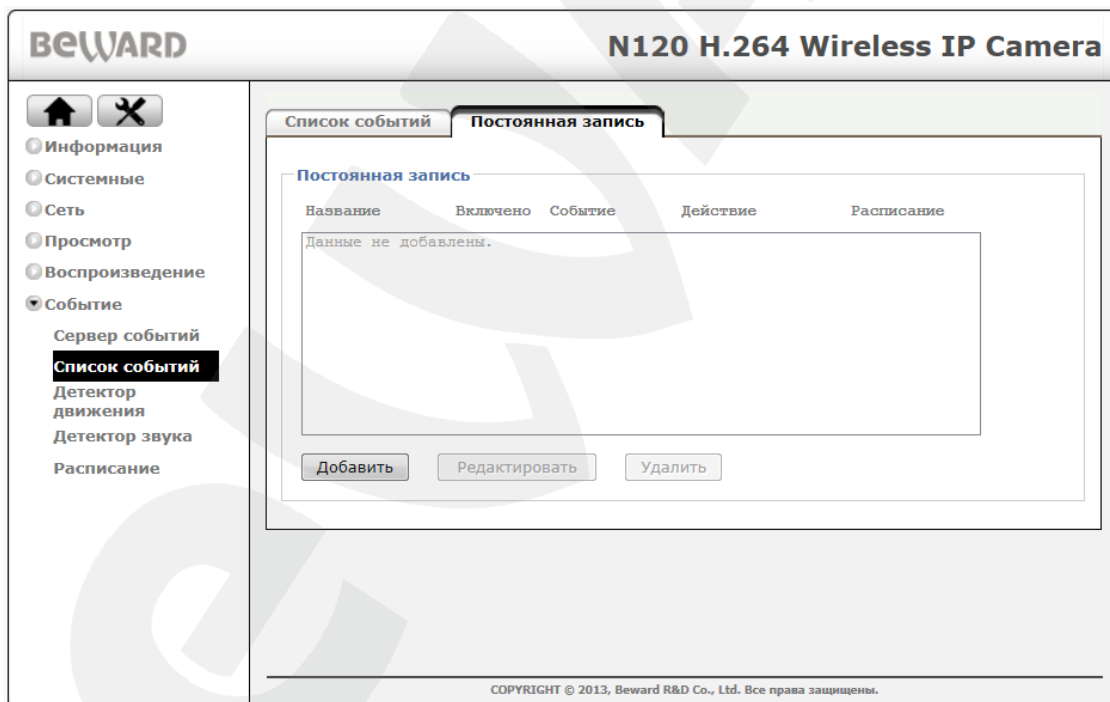 BEWARD
N120 H.264 Wireless IP Camera
Информация
Системные
Сеть
Просмотр
Воспроизведение
Событие
Сервер событий
Список событий
Детектор
движения
Детектор звука
Расписание
Список событий Постоянная запись
Постоянная запись
Название Включено Событие Действие Расписание
Данные не добавлены.
Добавить Редактировать Удалить
COPYRIGHT © 2013, Beward R&D Co., Ltd. Все права защищены.